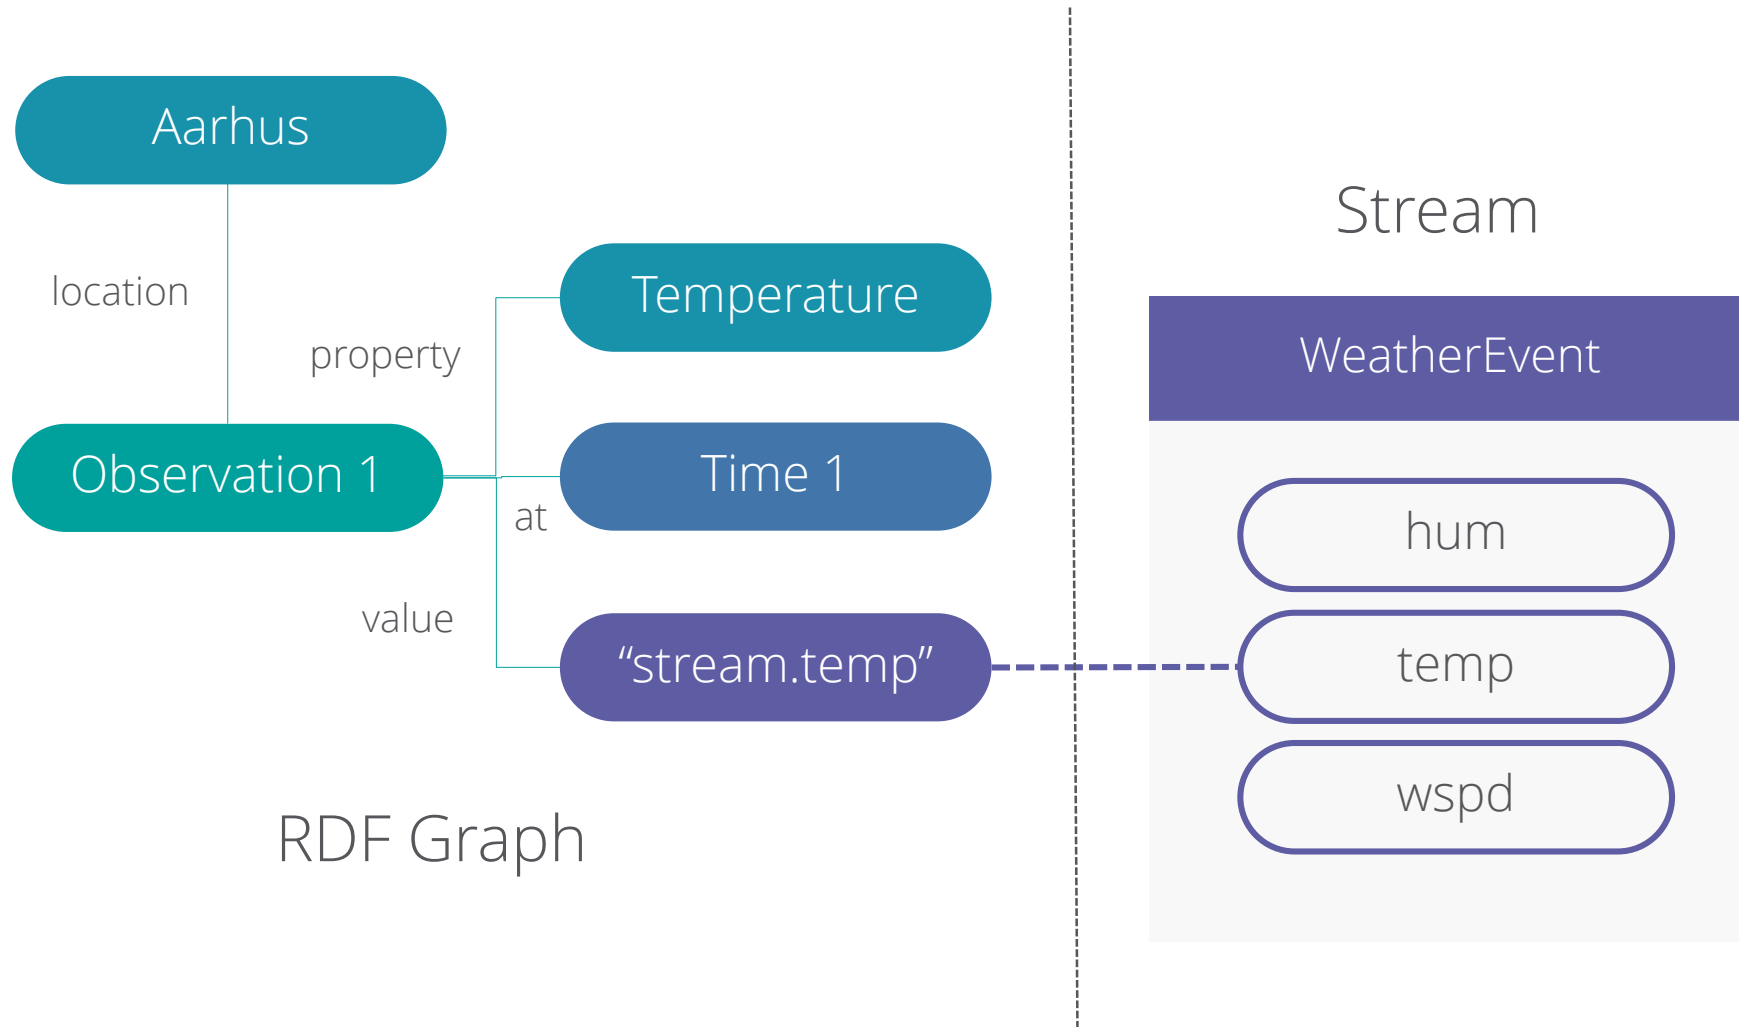 Aarhus
location
property
Temperature
Observation 1
Time 1
at
value
“stream.temp”
RDF Graph
Stream
WeatherEvent
hum
temp
wspd